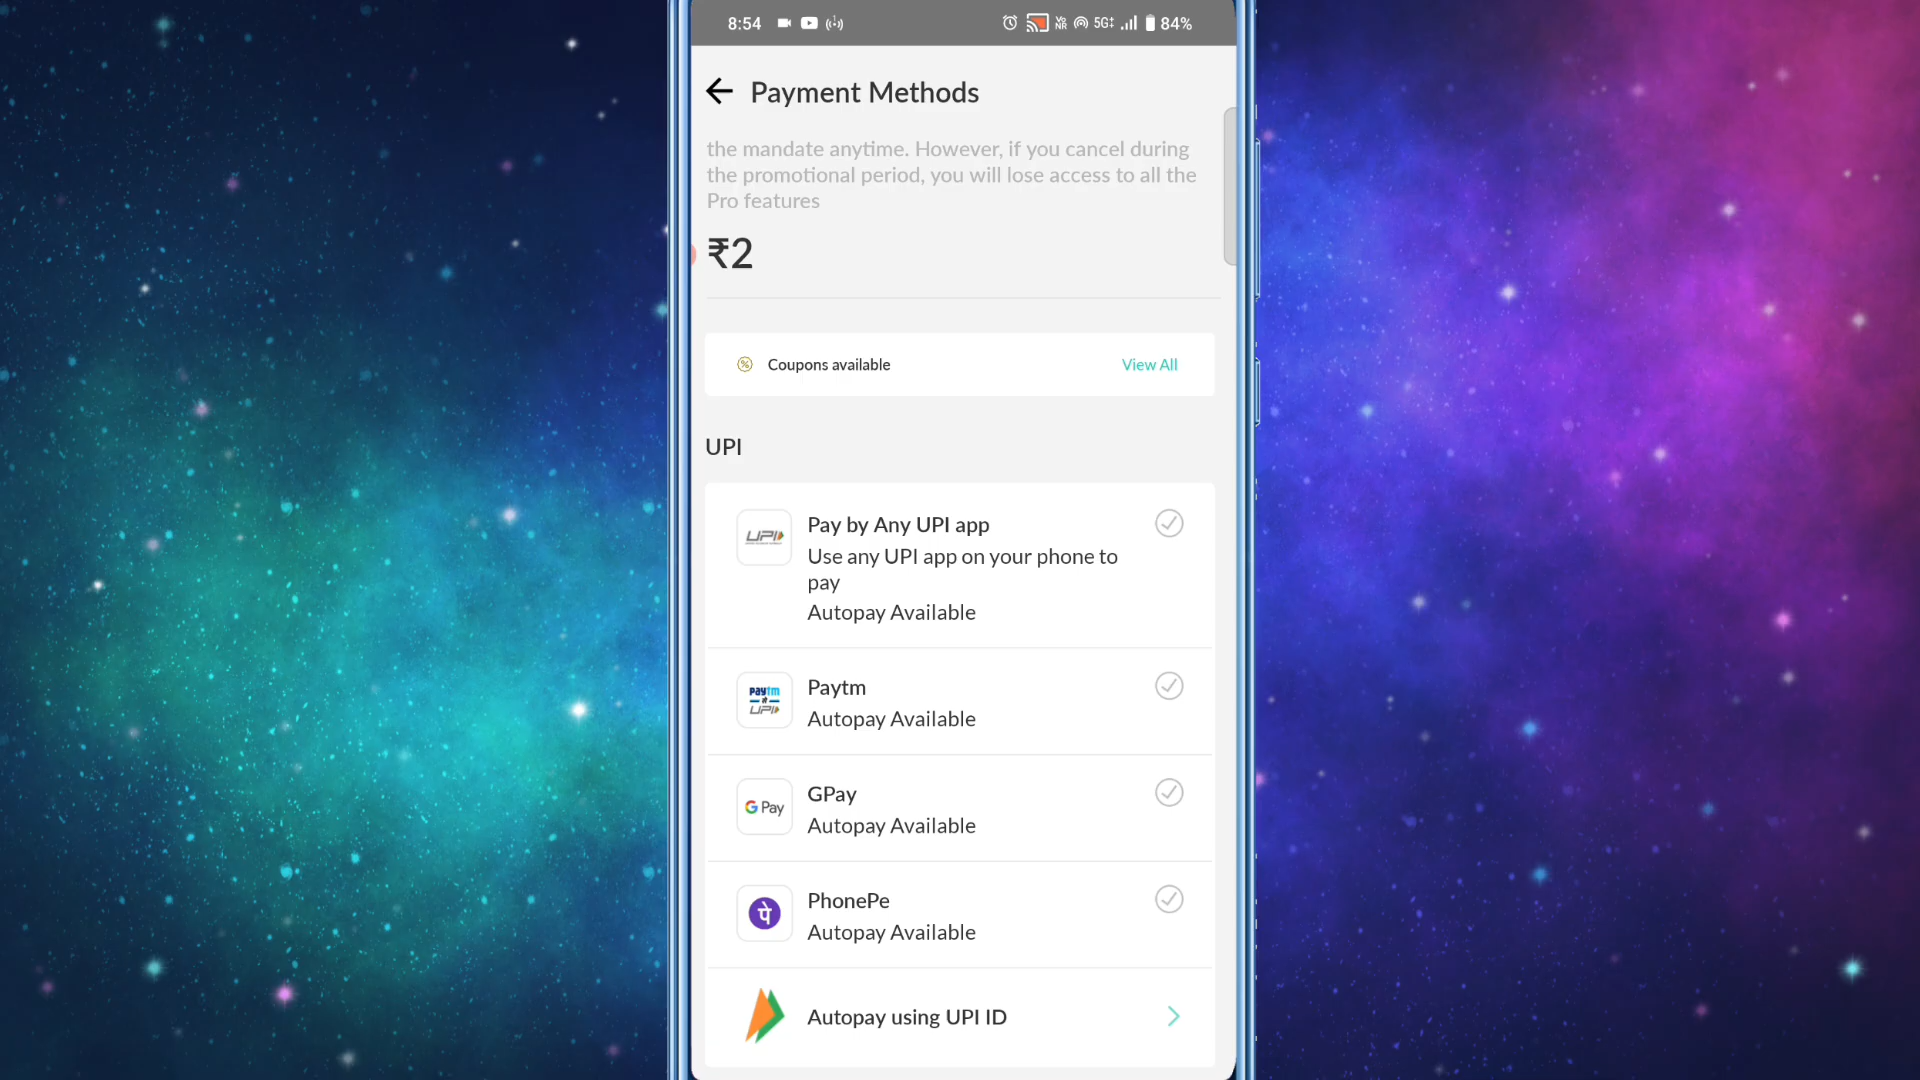 8:54 5G 84%
Payment Methods
the mandate anytime. However, if you cancel during
the promotional period, you will lose access to all the
Pro features
₹2
Coupons available View All
UPI
UPI
Pay by Any UPI app
Use any UPI app on your phone to
pay
Autopay Available
paytm
UPI
Paytm
Autopay Available
G Pay
GPay
Autopay Available
पे
PhonePe
Autopay Available
Autopay using UPI ID